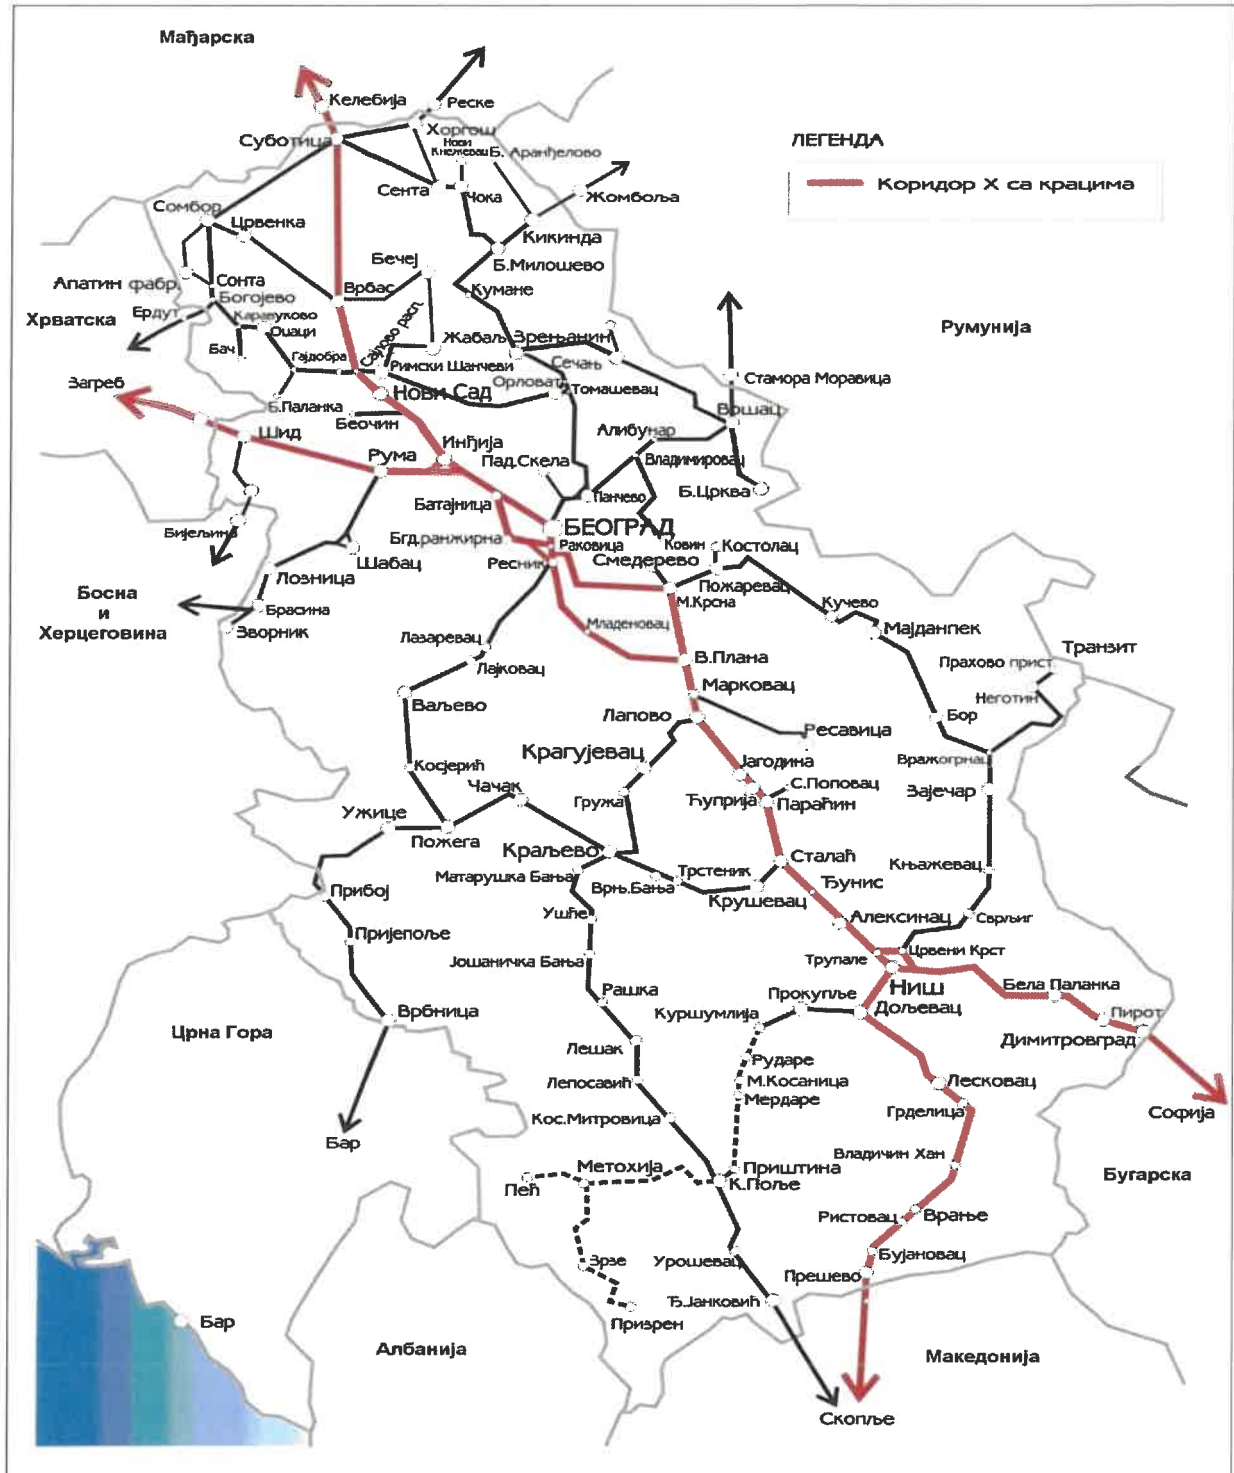 Мађарска
Келебија
Реске
Суботица
Хоргош
Нови
Кнежевац
Б. Аранђелово
ЛЕГЕНДА
Коридор X са крацима
Сента
Чока
Жомбоља
Сомбор
Црвенка
Кикинда
Б.Милошево
Бечеј
Апатин фабр.
Сонта
Врбас
Кумане
Богојево
Ердут
Каравуково
Хрватска
Оџаци
Румунија
Сајлово расп.
Жабаљ
Зрењанин
Бач
Гајдобра
Римски Шанчеви
Сечањ
Загреб
Нови Сад
Орловат
Томашевац
Стамора Моравица
Б.Паланка
Беочин
Вршац
Шид
Инђија
Алибунар
Рума
Пад.Скела
Владимировац
Б.Црква
Батајница
Панчево
БЕОГРАД
Бијељина
Бгд.ранжирна
Раковица
Ковин
Костолац
Шабац
Ресник
Смедерево
Лозница
Пожаревац
Босна
и
Херцеговина
Брасина
М.Крсна
Кучево
Зворник
Младеновац
Мајданпек
Лазаревац
Транзит
Лајковац
В.Плана
Прахово прист.
Марковац
Неготин
Ваљево
Лапово
Бор
Ресавица
Крагујевац
Вражогрнац
Косјерић
Јагодина
С.Поповац
Чачак
Гружа
Ћуприја
Параћин
Зајечар
Ужице
Пожега
Краљево
Сталаћ
Матарушка Бања
Врњ.Бања
Трстеник
Књажевац
Прибој
Крушевац
Ђунис
Ушће
Алексинац
Сврљиг
Пријепоље
Јошаничка Бања
Трупале
Црвени Крст
Ниш
Бела Паланка
Рашка
Прокупље
Врбница
Куршумлија
Дољевац
Пирот
Црна Гора
Димитровград
Лешак
Рударе
Лепосавић
М.Косаница
Лесковац
Мердаре
Грделица
Кос.Митровица
Софија
Бар
Владичин Хан
Метохија
Приштина
Бугарска
Пећ
К.Поље
Ристовац
Врање
Зрзе
Урошевац
Бујановац
Прешево
Ђ.Јанковић
Призрен
Бар
Албанија
Македонија
Скопље